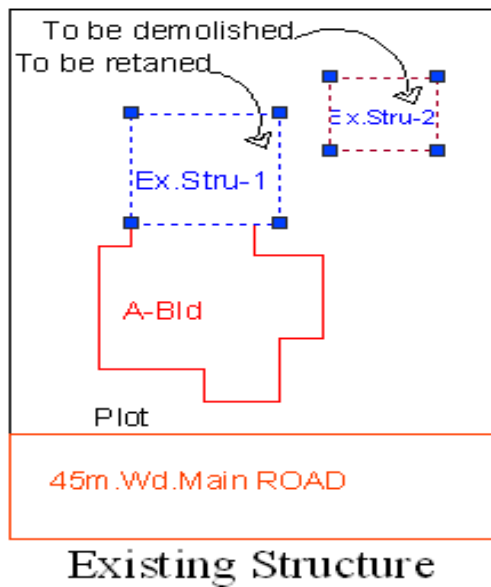 To be demolished
To be retaned
Ex.Stru-2
Ex.Stru-1
A-Bld
Plot
45m.Wd.Main ROAD
Existing Structure